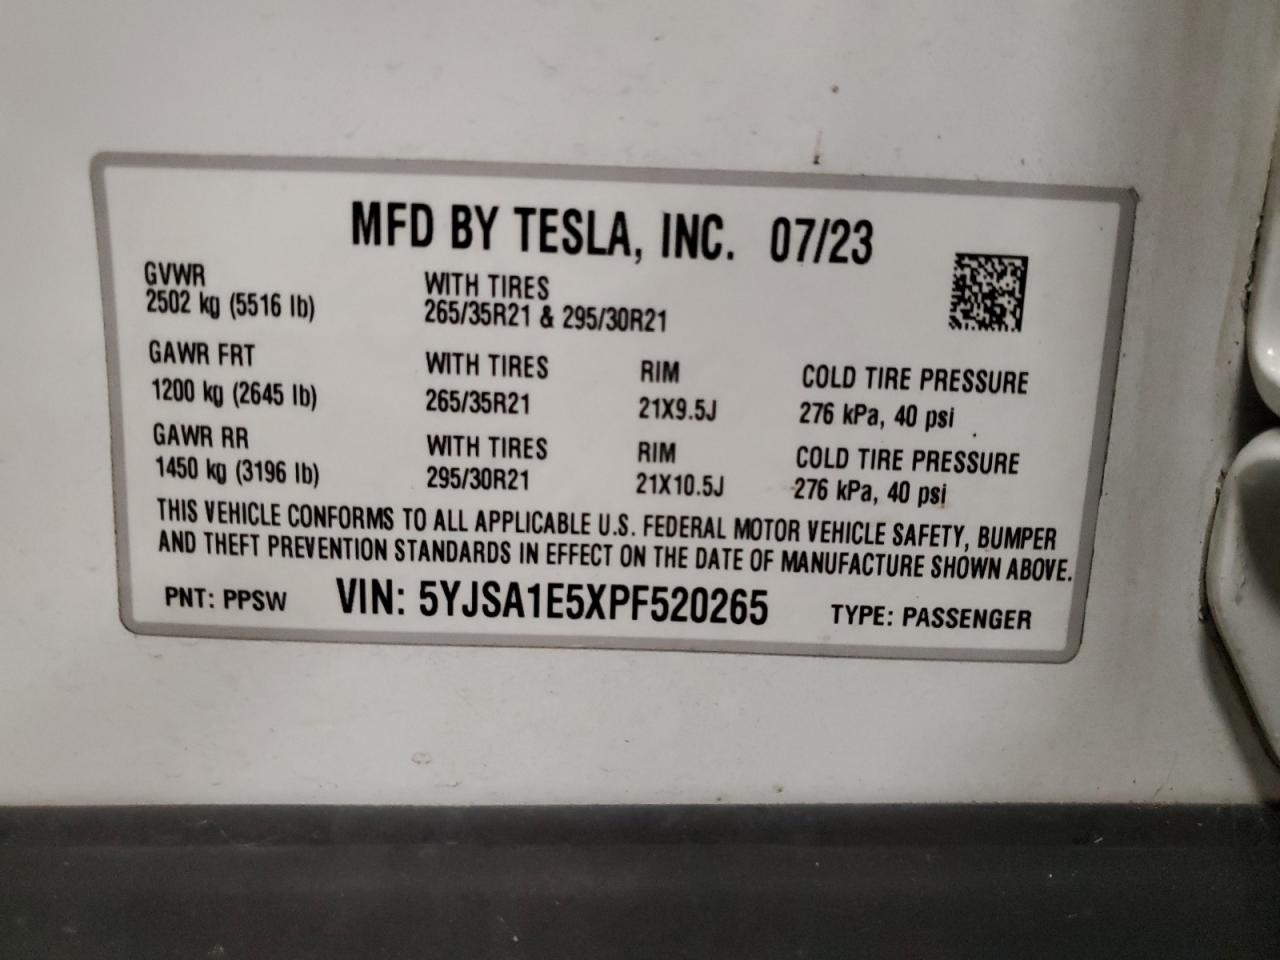 MFD BY TESLA, INC. 07/23
GVWR
2502 kg (5516 lb)
WITH TIRES
265/35R21 & 295/30R21
GAWR FRT
1200 kg (2645 lb)
WITH TIRES
265/35R21
RIM
21X9.5J
COLD TIRE PRESSURE
276 kPa, 40 psi
GAWR RR
1450 kg (3196 lb)
WITH TIRES
295/30R21
RIM
21X10.5J
COLD TIRE PRESSURE
276 kPa, 40 psi
THIS VEHICLE CONFORMS TO ALL APPLICABLE U.S. FEDERAL MOTOR VEHICLE SAFETY, BUMPER
AND THEFT PREVENTION STANDARDS IN EFFECT ON THE DATE OF MANUFACTURE SHOWN ABOVE.
PNT: PPSW VIN: 5YJSA1E5XPF520265 TYPE: PASSENGER